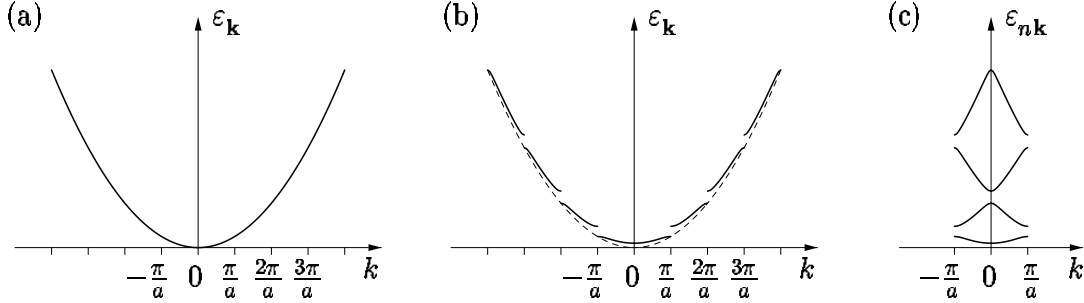 (a) ε_𝐤
−π/a 0 π/a 2π/a 3π/a k
(b) ε_𝐤
−π/a 0 π/a 2π/a 3π/a k
(c) ε_n𝐤
−π/a 0 π/a k